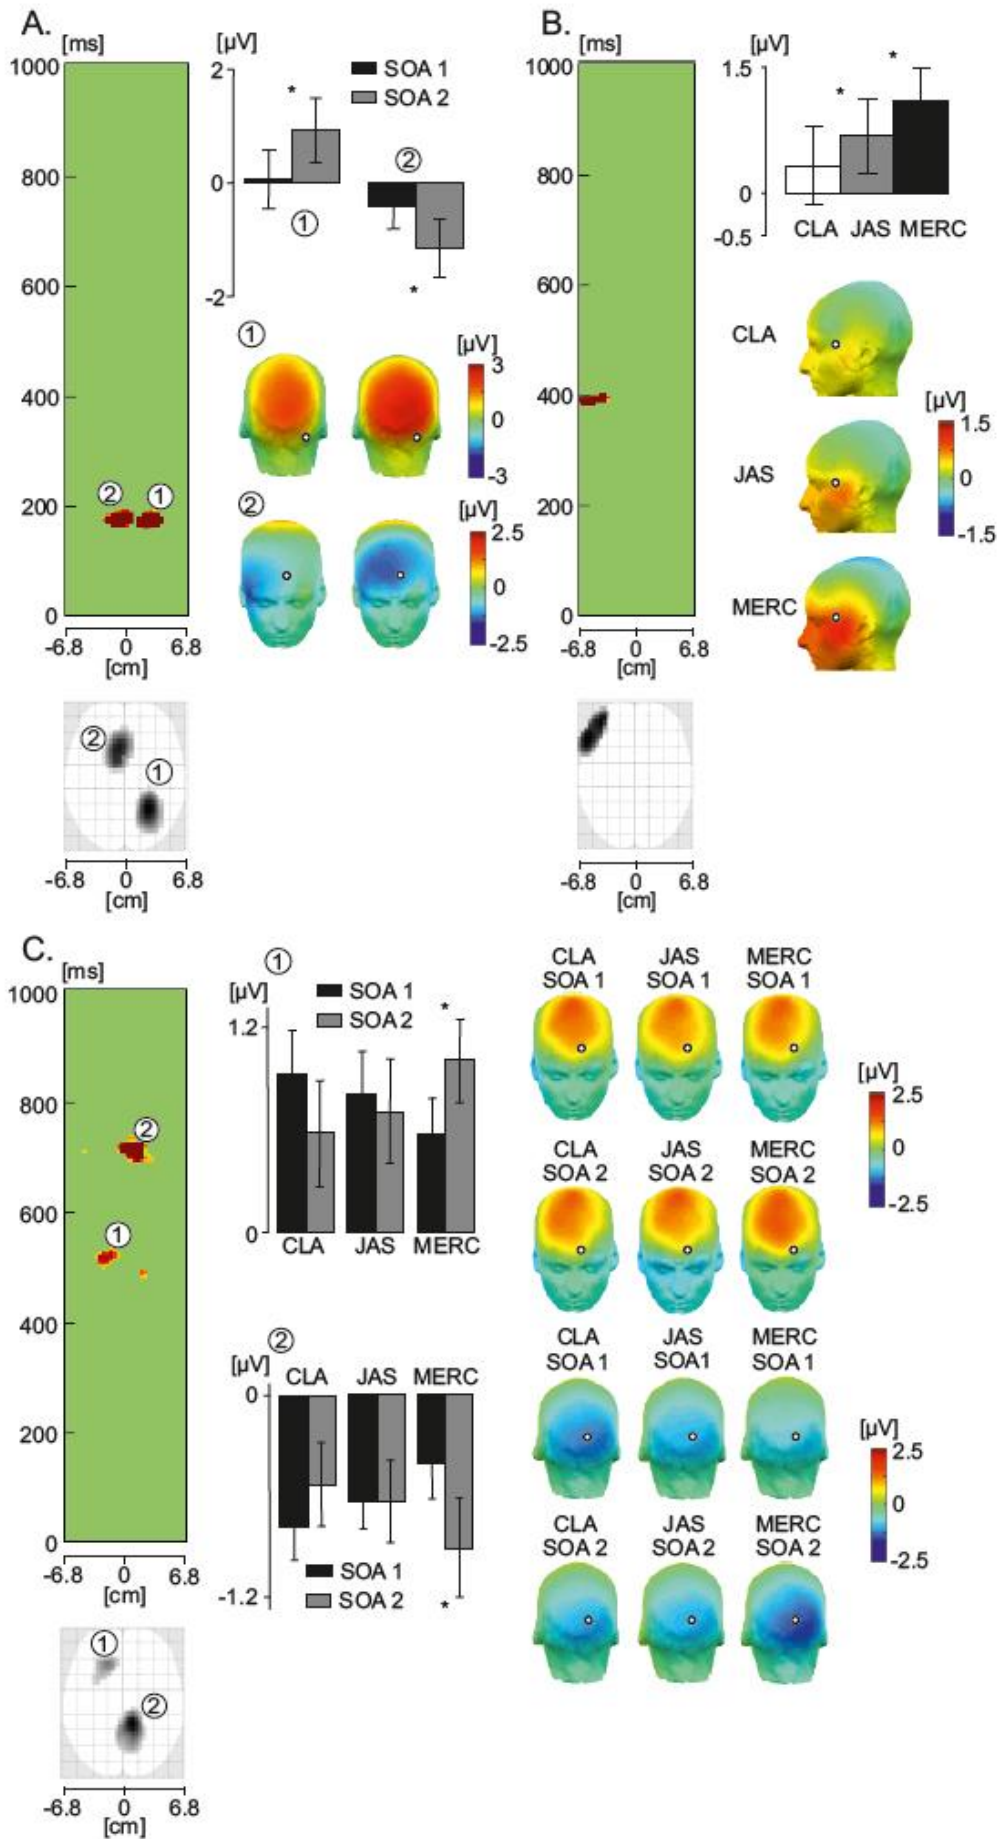 A.
[ms]
1000
800
600
400
200
0
-6.8 0 6.8
[cm]
② ①
[µV]
2
0
-2
SOA 1
SOA 2
*
①
②
*
①
[µV]
3
0
-3
②
[µV]
2.5
0
-2.5
②
①
-6.8 0 6.8
[cm]
B.
[ms]
1000
800
600
400
200
0
-6.8 0 6.8
[cm]
[µV]
1.5
0
-0.5
*
*
CLA JAS MERC
CLA
JAS
MERC
[µV]
1.5
0
-1.5
-6.8 0 6.8
[cm]
C.
[ms]
1000
800
600
400
200
0
②
①
-6.8 0 6.8
[cm]
①
[µV]
1.2
0
SOA 1
SOA 2
*
CLA JAS MERC
②
[µV]
0
-1.2
CLA JAS MERC
SOA 1
SOA 2
*
CLA JAS MERC
SOA 1 SOA 1 SOA 1
CLA JAS MERC
SOA 2 SOA 2 SOA 2
[µV]
2.5
0
-2.5
CLA JAS MERC
SOA 1 SOA1 SOA 1
CLA JAS MERC
SOA 2 SOA 2 SOA 2
[µV]
2.5
0
-2.5
①
②
-6.8 0 6.8
[cm]